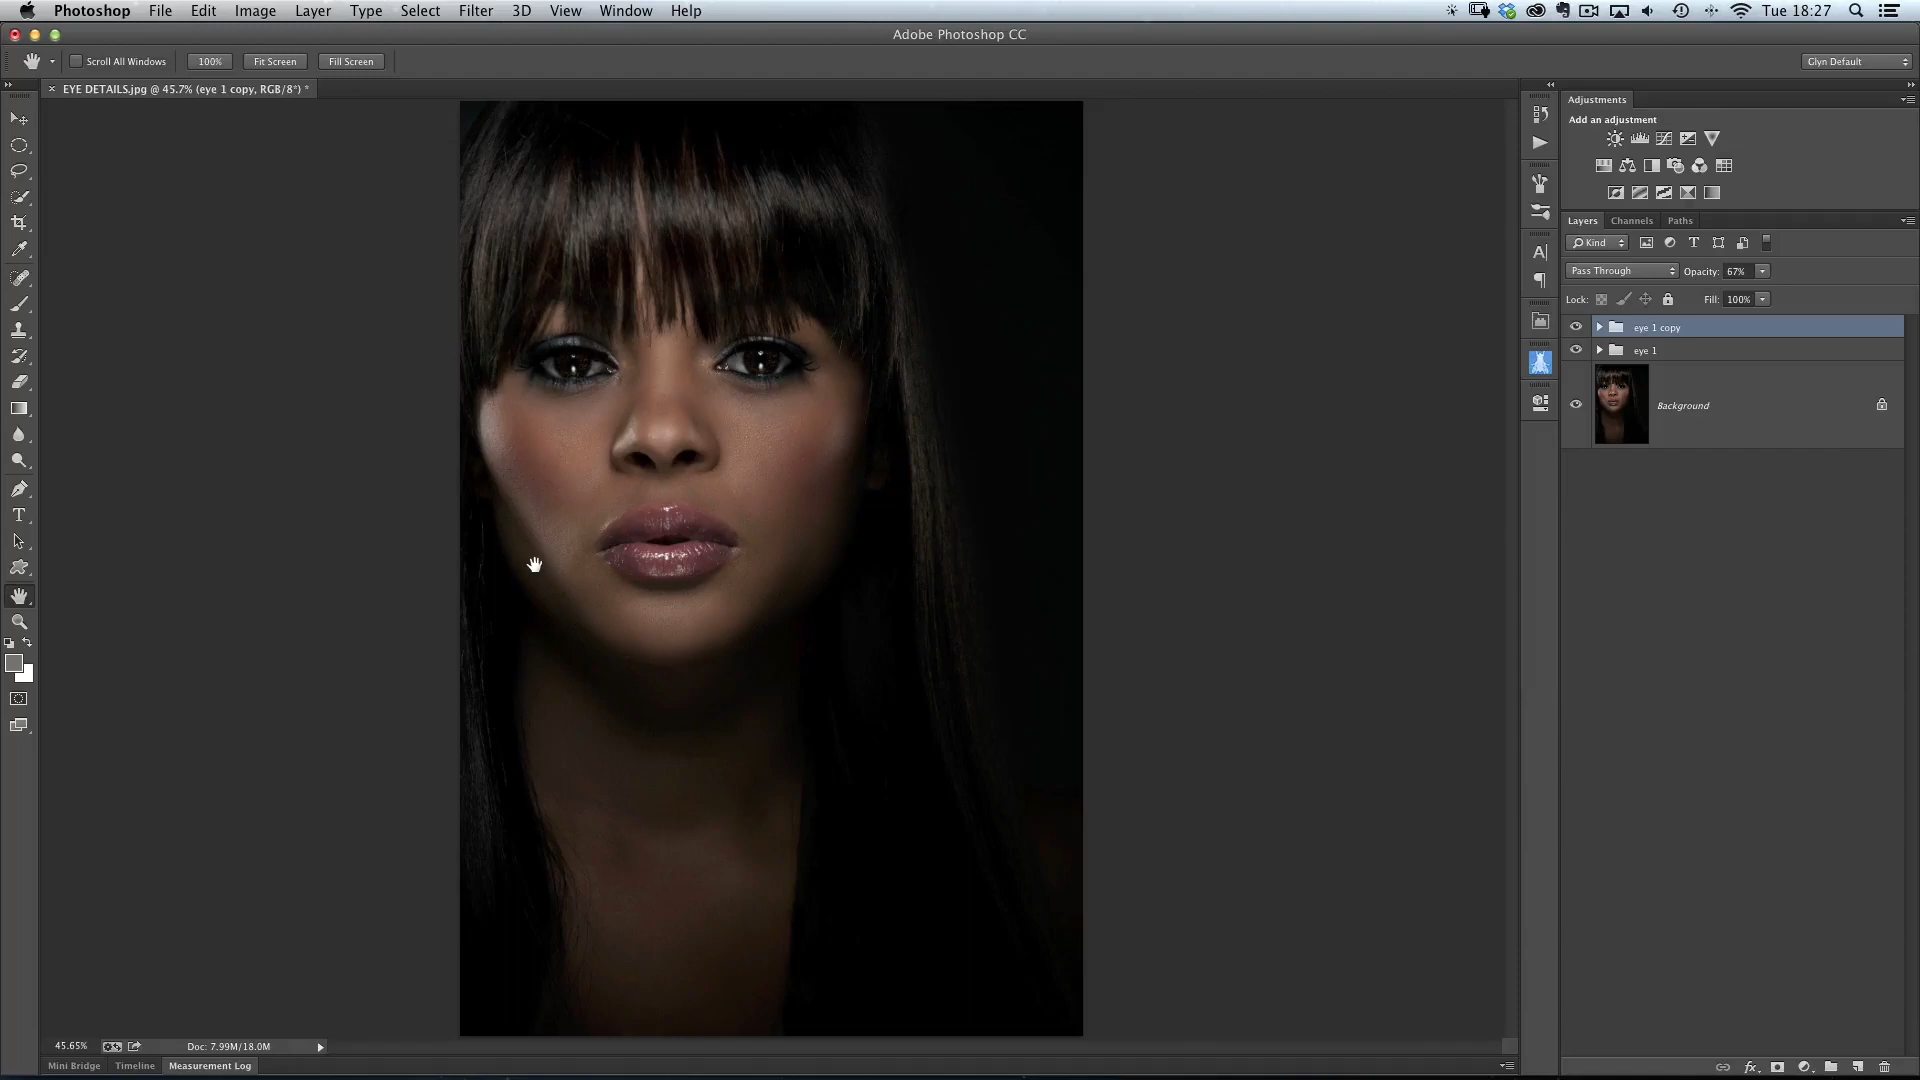 Photoshop File Edit Image Layer Type Select Filter 3D View Window Help Tue 18:27
Adobe Photoshop CC
Scroll All Windows 100% Fit Screen Fill Screen Glyn Default
× EYE DETAILS.jpg @ 45.7% (eye 1 copy, RGB/8*) *
Adjustments
Add an adjustment
Layers Channels Paths
Kind
Pass Through Opacity: 67%
Lock: Fill: 100%
eye 1 copy
eye 1
Background
45.65% Doc: 7.99M/18.0M
Mini Bridge Timeline Measurement Log